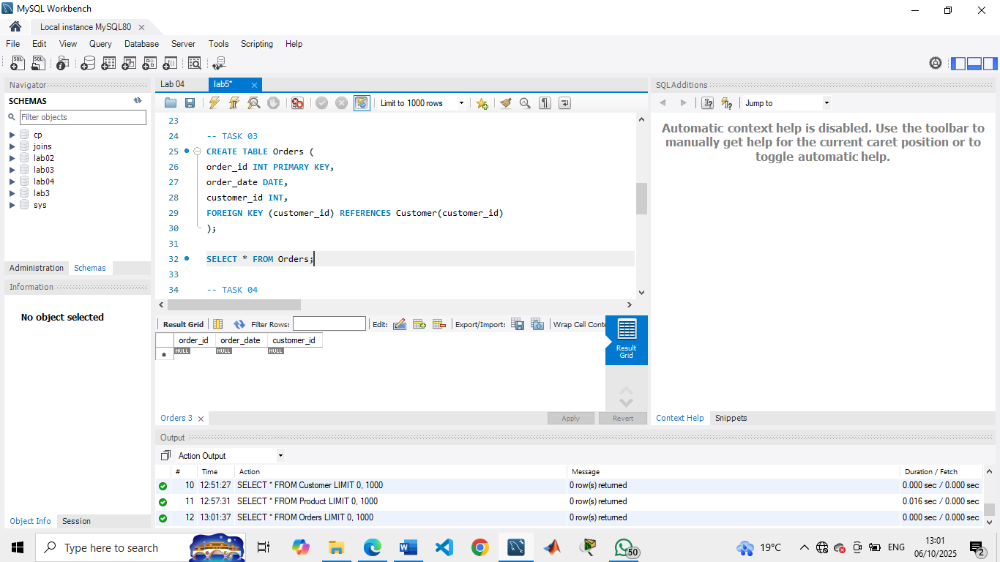 MySQL Workbench
Local instance MySQL80
File Edit View Query Database Server Tools Scripting Help
Navigator
SCHEMAS
Filter objects
cp
joins
lab02
lab03
lab04
lab3
sys
Administration Schemas
Information
No object selected
Object Info Session
Lab 04 lab5*
Limit to 1000 rows
23
24 -- TASK 03
25 CREATE TABLE Orders (
26 order_id INT PRIMARY KEY,
27 order_date DATE,
28 customer_id INT,
29 FOREIGN KEY (customer_id) REFERENCES Customer(customer_id)
30 );
31
32 SELECT * FROM Orders;
33
34 -- TASK 04
Result Grid Filter Rows: Edit: Export/Import: Wrap Cell Conte
order_id order_date customer_id
NULL NULL NULL
Result
Grid
Orders 3
Apply Revert
SQLAdditions
Jump to
Automatic context help is disabled. Use the toolbar to
manually get help for the current caret position or to
toggle automatic help.
Context Help Snippets
Output
Action Output
# Time Action Message Duration / Fetch
10 12:51:27 SELECT * FROM Customer LIMIT 0, 1000 0 row(s) returned 0.000 sec / 0.000 sec
11 12:57:31 SELECT * FROM Product LIMIT 0, 1000 0 row(s) returned 0.016 sec / 0.000 sec
12 13:01:37 SELECT * FROM Orders LIMIT 0, 1000 0 row(s) returned 0.000 sec / 0.000 sec
Type here to search
50
19°C
ENG
13:01
06/10/2025
2